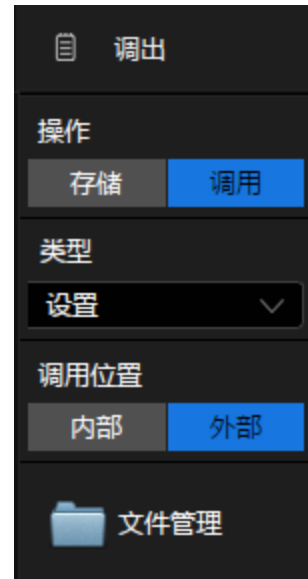 调出
操作
存储 调用
类型
设置
调用位置
内部 外部
文件管理